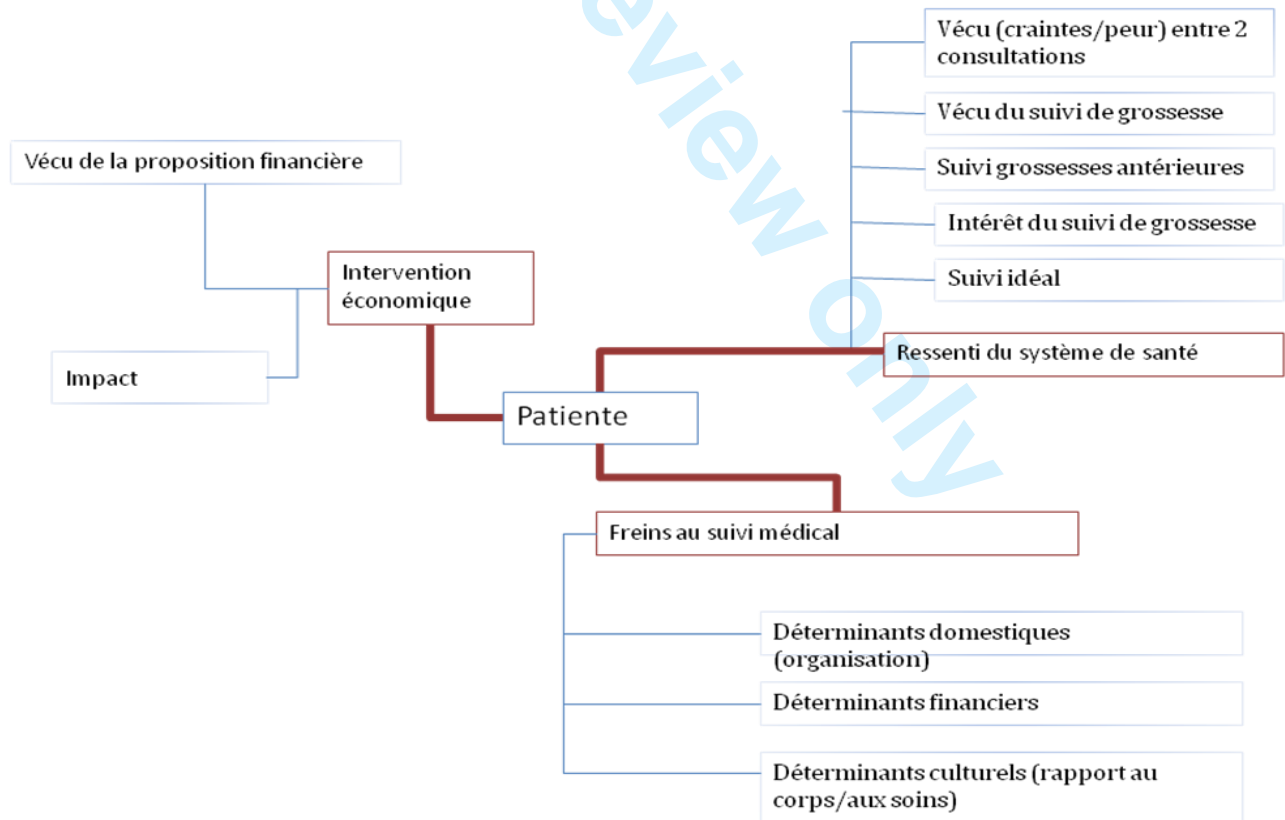 Vécu (craintes/peur) entre 2
consultations
Vécu du suivi de grossesse
Vécu de la proposition financière
Suivi grossesses antérieures
Intérêt du suivi de grossesse
Intervention
économique
Suivi idéal
Ressenti du système de santé
Impact
Patiente
Freins au suivi médical
Déterminants domestiques
(organisation)
Déterminants financiers
Déterminants culturels (rapport au
corps/aux soins)
eview only